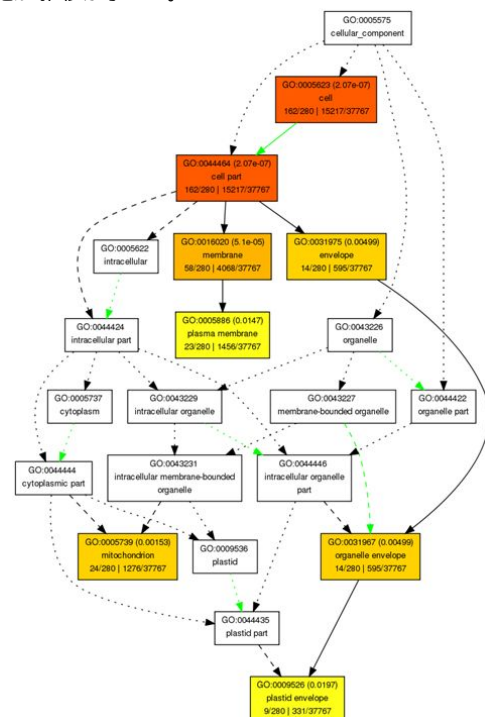 GO:0005575
cellular_component
GO:0005623 (2.07e-07)
cell
162/280 | 15217/37767
GO:0044464 (2.07e-07)
cell part
162/280 | 15217/37767
GO:0005622
intracellular
GO:0016020 (5.1e-05)
membrane
58/280 | 4068/37767
GO:0031975 (0.00499)
envelope
14/280 | 595/37767
GO:0044424
intracellular part
GO:0005886 (0.0147)
plasma membrane
23/280 | 1456/37767
GO:0043226
organelle
GO:0005737
cytoplasm
GO:0043229
intracellular organelle
GO:0043227
membrane-bounded organelle
GO:0044422
organelle part
GO:0044444
cytoplasmic part
GO:0043231
intracellular membrane-bounded
organelle
GO:0044446
intracellular organelle
part
GO:0005739 (0.00153)
mitochondrion
24/280 | 1276/37767
GO:0009536
plastid
GO:0031967 (0.00499)
organelle envelope
14/280 | 595/37767
GO:0044435
plastid part
GO:0009526 (0.0197)
plastid envelope
9/280 | 331/37767